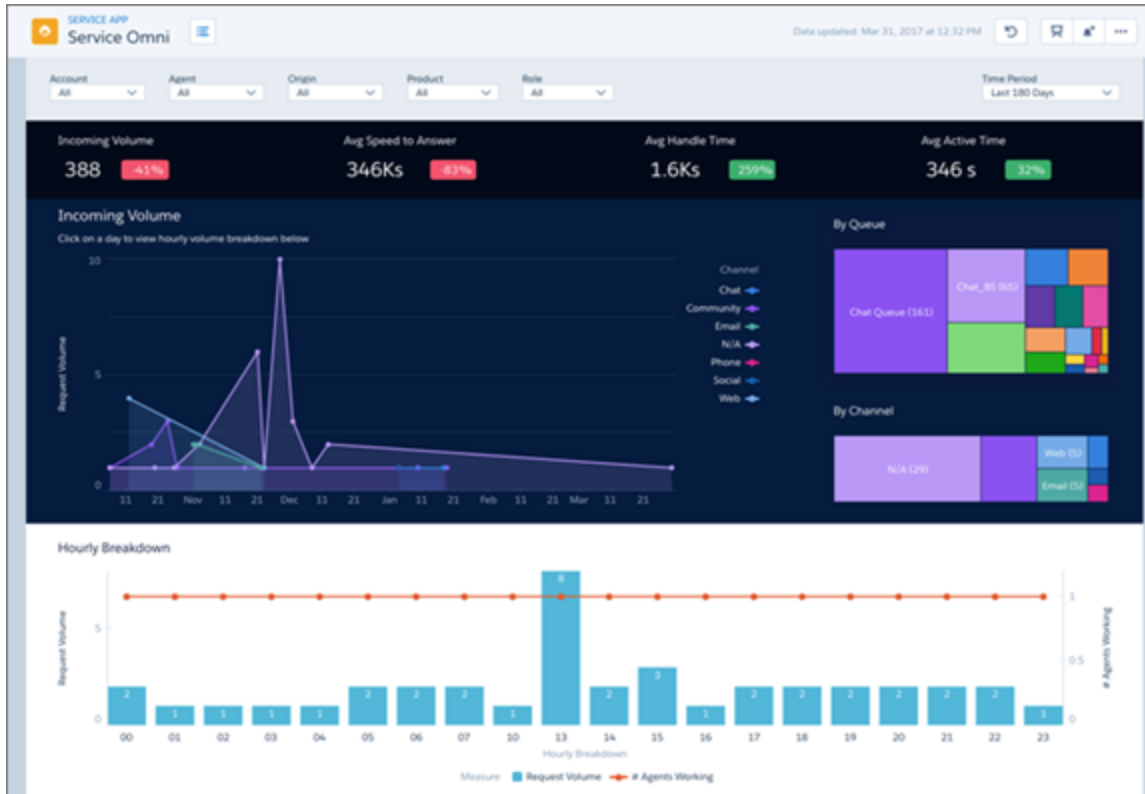 SERVICE APP
Service Omni
Data updated: Mar 31, 2017 at 12:32 PM
Account Agent Origin Product Role Time Period
All All All All All Last 180 Days
Incoming Volume Avg Speed to Answer Avg Handle Time Avg Active Time
388 -41% 346Ks -83% 1.6Ks 259% 346 s 32%
Incoming Volume
Click on a day to view hourly volume breakdown below
10
5
0
Request Volume
11 21 Nov 11 21 Dec 11 21 Jan 11 21 Feb 11 21 Mar 11 21
Channel
Chat
Community
Email
N/A
Phone
Social
Web
By Queue
Chat Queue (161)
Chat_BS (65)
By Channel
N/A (29)
Web (5)
Email (5)
Hourly Breakdown
Request Volume
5
0
2 1 1 1 1 2 2 2 1 8 2 3 1 2 2 2 2 2 2 1
1
0.5
0
# Agents Working
00 01 02 03 04 05 06 07 10 13 14 15 16 17 18 19 20 21 22 23
Hourly Breakdown
Measure Request Volume # Agents Working